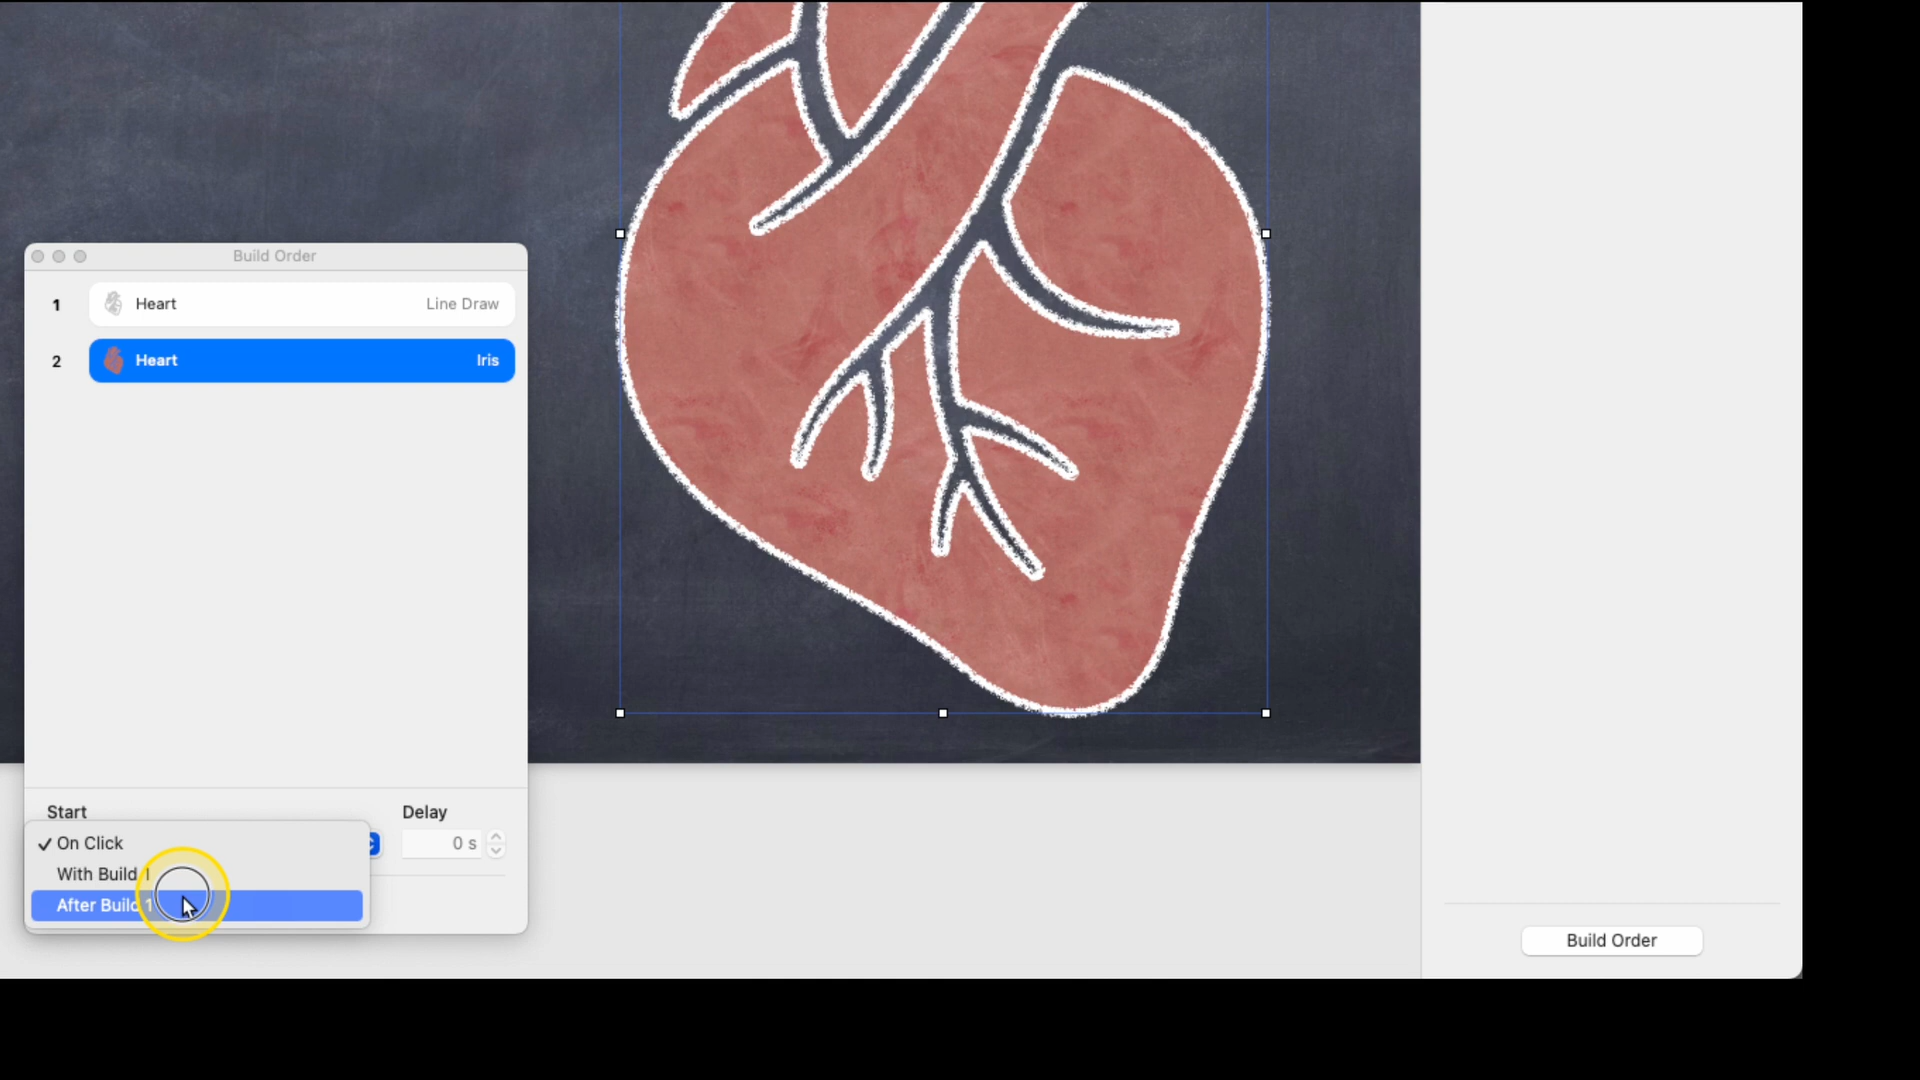 Build Order
1 Heart Line Draw
2 Heart Iris
Start Delay
✓ On Click 0 s
With Build 1
After Build 1
Build Order